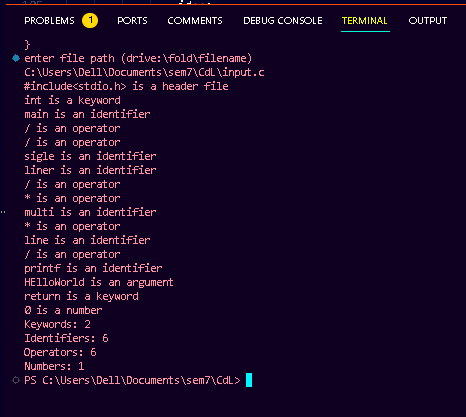 PROBLEMS 1 PORTS COMMENTS DEBUG CONSOLE TERMINAL OUTPUT
}
enter file path (drive:\fold\filename)
C:\Users\Dell\Documents\sem7\CdL\input.c
#include<stdio.h> is a header file
int is a keyword
main is an identifier
/ is an operator
/ is an operator
sigle is an identifier
liner is an identifier
/ is an operator
* is an operator
multi is an identifier
* is an operator
line is an identifier
/ is an operator
printf is an identifier
HElloWorld is an argument
return is a keyword
0 is a number
Keywords: 2
Identifiers: 6
Operators: 6
Numbers: 1
PS C:\Users\Dell\Documents\sem7\CdL>